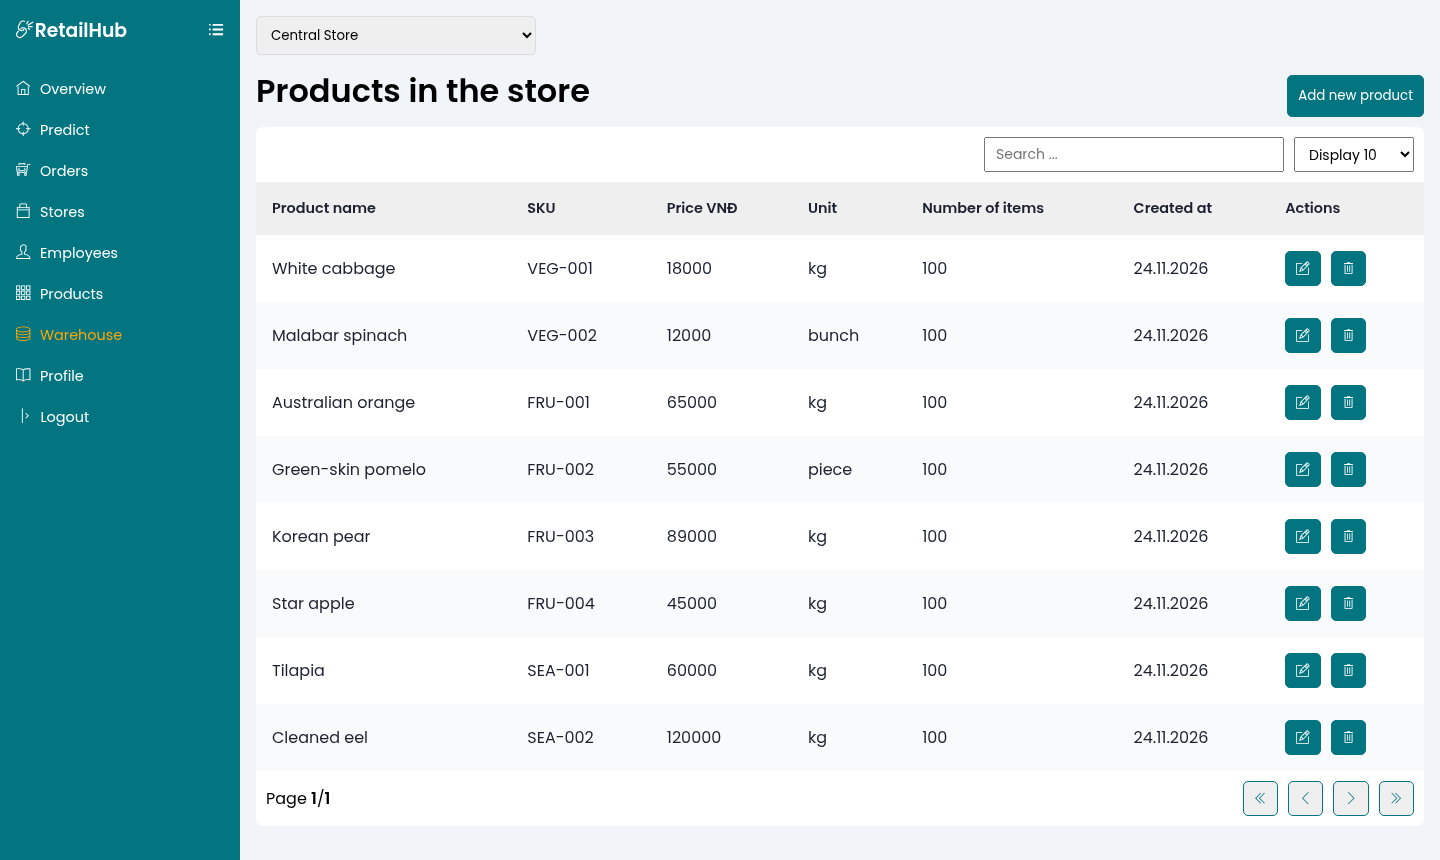 RetailHub
Overview
Predict
Orders
Stores
Employees
Products
Warehouse
Profile
Logout
Central Store
Products in the store
Add new product
Search ...
Display 10
Product name SKU Price VNĐ Unit Number of items Created at Actions
White cabbage VEG-001 18000 kg 100 24.11.2026
Malabar spinach VEG-002 12000 bunch 100 24.11.2026
Australian orange FRU-001 65000 kg 100 24.11.2026
Green-skin pomelo FRU-002 55000 piece 100 24.11.2026
Korean pear FRU-003 89000 kg 100 24.11.2026
Star apple FRU-004 45000 kg 100 24.11.2026
Tilapia SEA-001 60000 kg 100 24.11.2026
Cleaned eel SEA-002 120000 kg 100 24.11.2026
Page 1/1